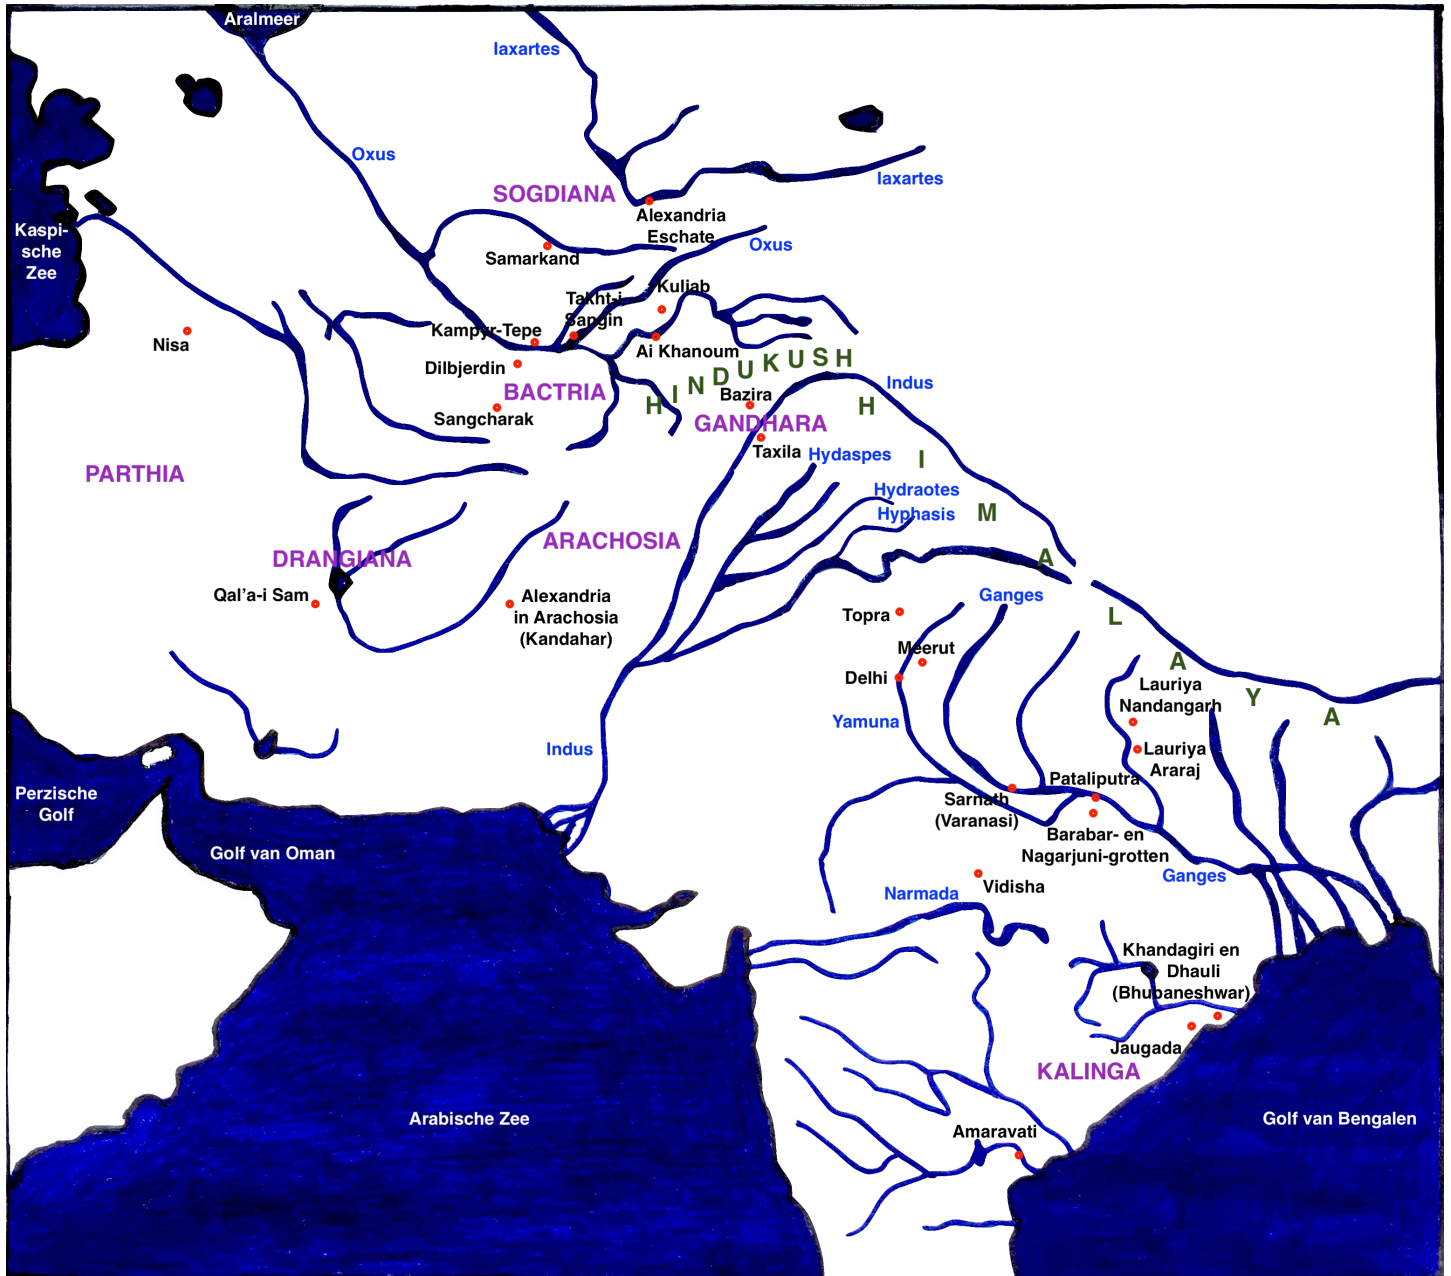 Aralmeer
Iaxartes
Oxus
Iaxartes
SOGDIANA
Alexandria
Eschate
Kaspi-
sche
Zee
Oxus
Samarkand
Kuliab
Takht-i
Sangin
Kampyr-Tepe
Nisa
Ai Khanoum
Dilbjerdin
HINDUKUSH
BACTRIA
Bazira
Indus
Sangcharak
GANDHARA
HIMALAYA
Taxila
Hydaspes
PARTHIA
Hydraotes
Hyphasis
ARACHOSIA
DRANGIANA
Qal’a-i Sam
Alexandria
in Arachosia
(Kandahar)
Ganges
Topra
Meerut
Delhi
Lauriya
Nandangarh
Yamuna
Indus
Lauriya
Araraj
Pataliputra
Perzische
Golf
Sarnath
(Varanasi)
Barabar- en
Nagarjuni-grotten
Golf van Oman
Ganges
Vidisha
Narmada
Khandagiri en
Dhauli
(Bhubaneshwar)
Jaugada
KALINGA
Arabische Zee
Golf van Bengalen
Amaravati